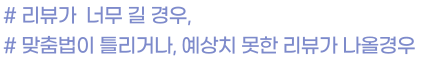 # 리뷰가  너무 길 경우,
# 맞춤법이 틀리거나, 예상치 못한 리뷰가 나올경우